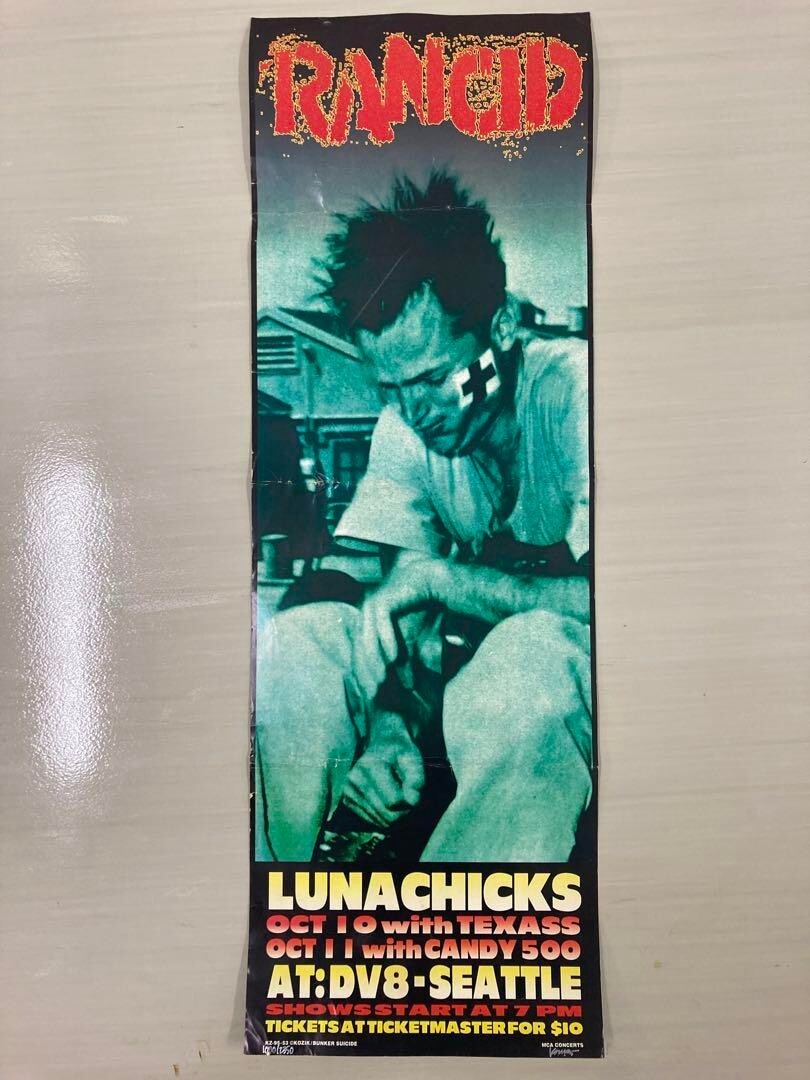 RANCID
LUNACHICKS
OCT 10 with TEXASS
OCT 11 with CANDY 500
AT: DV8 - SEATTLE
SHOWS START AT 7 PM
TICKETS AT TICKETMASTER FOR $10
KZ-95-53 ©KOZIK/BUNKER SUICIDE MCA CONCERTS